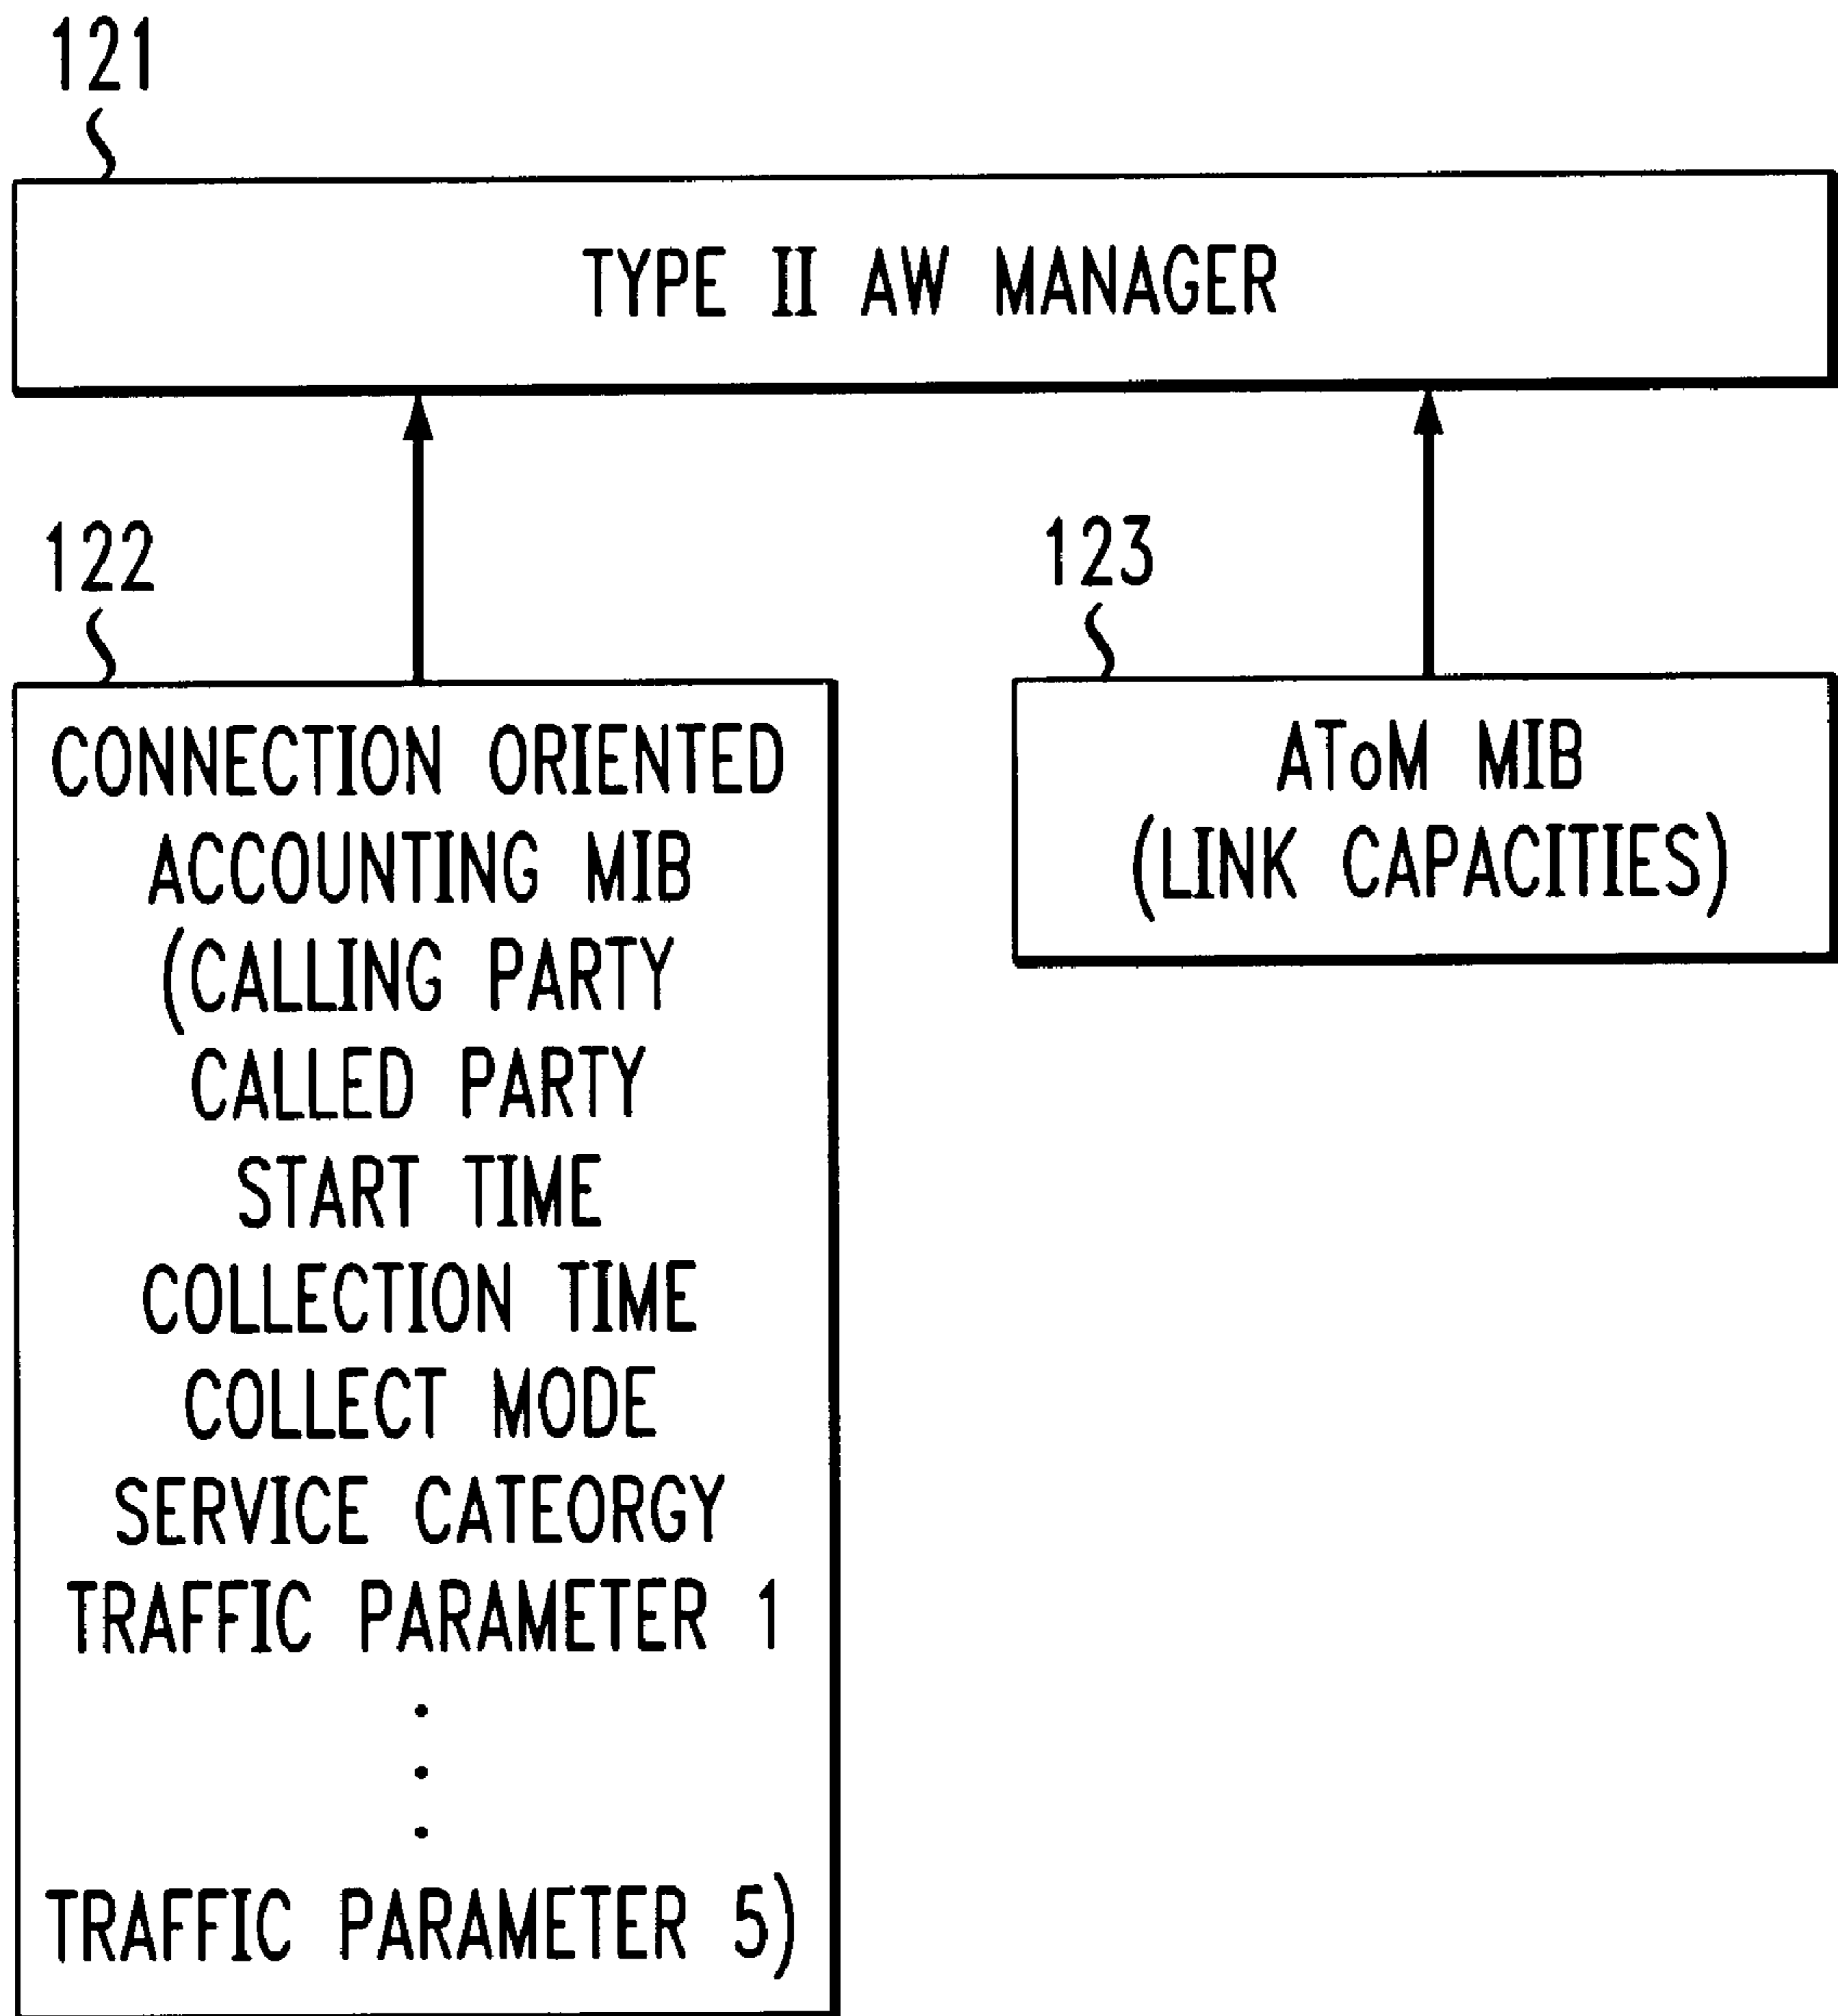 121
TYPE II AW MANAGER
122
CONNECTION ORIENTED
ACCOUNTING MIB
(CALLING PARTY
CALLED PARTY
START TIME
COLLECTION TIME
COLLECT MODE
SERVICE CATEORGY
TRAFFIC PARAMETER 1
.
.
.
TRAFFIC PARAMETER 5)
123
AToM MIB
(LINK CAPACITIES)